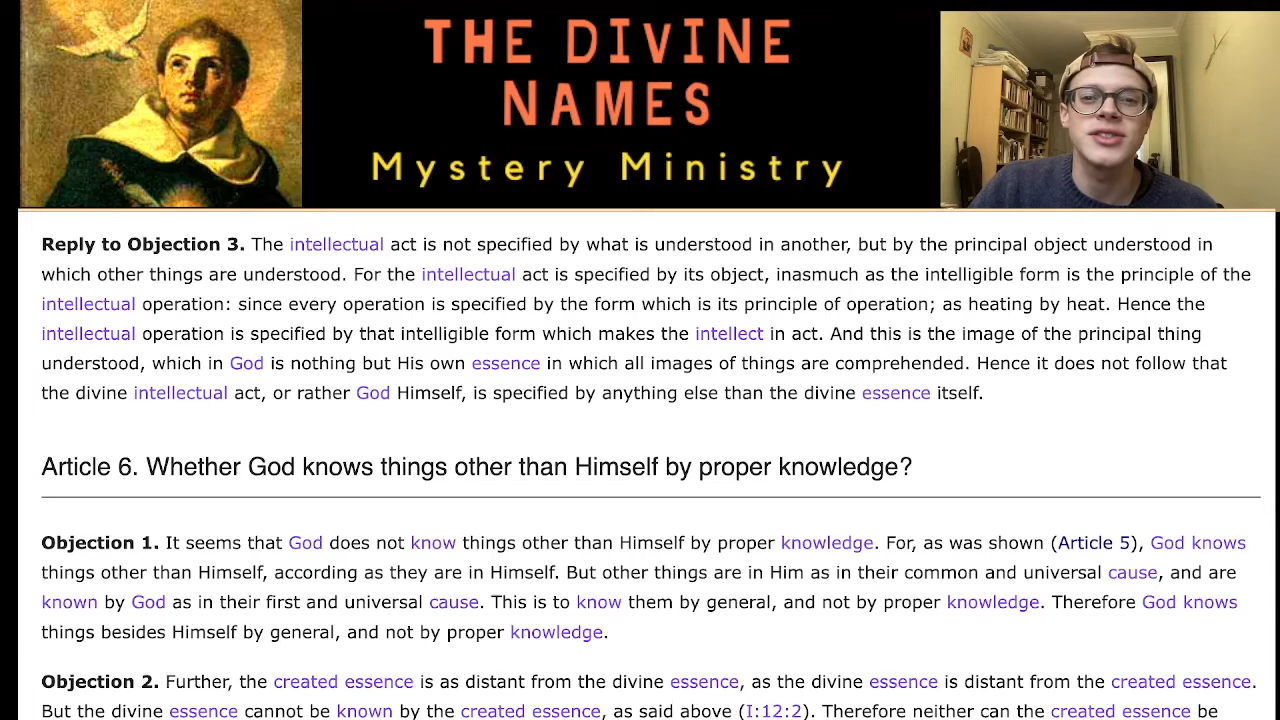 THE DIVINE
NAMES
Mystery Ministry
Reply to Objection 3. The intellectual act is not specified by what is understood in another, but by the principal object understood in
which other things are understood. For the intellectual act is specified by its object, inasmuch as the intelligible form is the principle of the
intellectual operation: since every operation is specified by the form which is its principle of operation; as heating by heat. Hence the
intellectual operation is specified by that intelligible form which makes the intellect in act. And this is the image of the principal thing
understood, which in God is nothing but His own essence in which all images of things are comprehended. Hence it does not follow that
the divine intellectual act, or rather God Himself, is specified by anything else than the divine essence itself.
Article 6. Whether God knows things other than Himself by proper knowledge?
Objection 1. It seems that God does not know things other than Himself by proper knowledge. For, as was shown (Article 5), God knows
things other than Himself, according as they are in Himself. But other things are in Him as in their common and universal cause, and are
known by God as in their first and universal cause. This is to know them by general, and not by proper knowledge. Therefore God knows
things besides Himself by general, and not by proper knowledge.
Objection 2. Further, the created essence is as distant from the divine essence, as the divine essence is distant from the created essence.
But the divine essence cannot be known by the created essence, as said above (I:12:2). Therefore neither can the created essence be